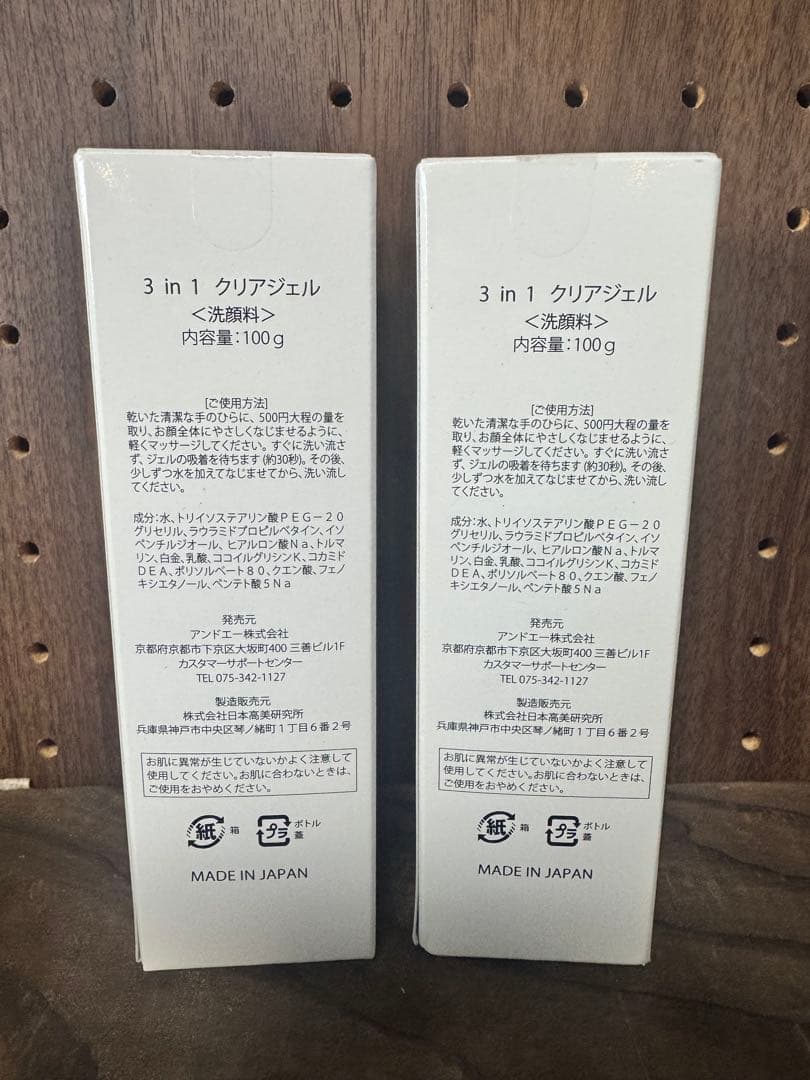 3 in 1 クリアジェル
＜洗顔料＞
内容量：100g
[ご使用方法]
乾いた清潔な手のひらに、500円大程の量を
取り、お顔全体にやさしくなじませるように、
軽くマッサージしてください。すぐに洗い流さ
ず、ジェルの吸着を待ちます(約30秒)。その後、
少しずつ水を加えてなじませてから、洗い流し
てください。
成分：水、トリイソステアリン酸ＰＥＧ－２０
グリセリル、ラウラミドプロピルベタイン、イソ
ペンチルジオール、ヒアルロン酸Ｎａ、トルマ
リン、白金、乳酸、ココイルグリシンＫ、コカミド
ＤＥＡ、ポリソルベート８０、クエン酸、フェノ
キシエタノール、ペンテト酸５Ｎａ
発売元
アンドエー株式会社
京都府京都市下京区大坂町400 三善ビル1F
カスタマーサポートセンター
TEL 075-342-1127
製造販売元
株式会社日本高美研究所
兵庫県神戸市中央区琴ノ緒町１丁目６番２号
お肌に異常が生じていないかよく注意して
使用してください。お肌に合わないときは、
ご使用をおやめください。
紙 箱
プラ ボトル
蓋
MADE IN JAPAN
3 in 1 クリアジェル
＜洗顔料＞
内容量：100g
[ご使用方法]
乾いた清潔な手のひらに、500円大程の量を
取り、お顔全体にやさしくなじませるように、
軽くマッサージしてください。すぐに洗い流さ
ず、ジェルの吸着を待ちます(約30秒)。その後、
少しずつ水を加えてなじませてから、洗い流し
てください。
成分：水、トリイソステアリン酸ＰＥＧ－２０
グリセリル、ラウラミドプロピルベタイン、イソ
ペンチルジオール、ヒアルロン酸Ｎａ、トルマ
リン、白金、乳酸、ココイルグリシンＫ、コカミド
ＤＥＡ、ポリソルベート８０、クエン酸、フェノ
キシエタノール、ペンテト酸５Ｎａ
発売元
アンドエー株式会社
京都府京都市下京区大坂町400 三善ビル1F
カスタマーサポートセンター
TEL 075-342-1127
製造販売元
株式会社日本高美研究所
兵庫県神戸市中央区琴ノ緒町１丁目６番２号
お肌に異常が生じていないかよく注意して
使用してください。お肌に合わないときは、
ご使用をおやめください。
紙 箱
プラ ボトル
蓋
MADE IN JAPAN